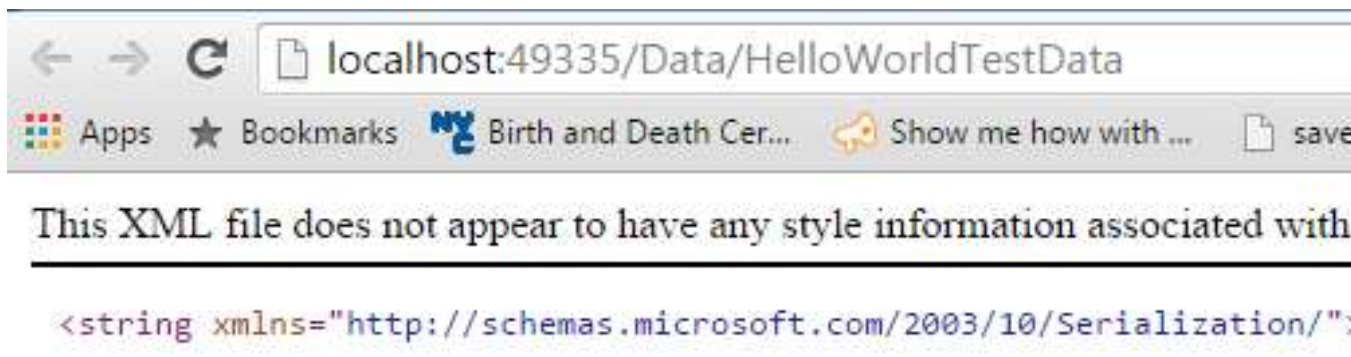 localhost:49335/Data/HelloWorldTestData
Apps Bookmarks NYC Birth and Death Cer... Show me how with ... save
This XML file does not appear to have any style information associated with
<string xmlns="http://schemas.microsoft.com/2003/10/Serialization/">